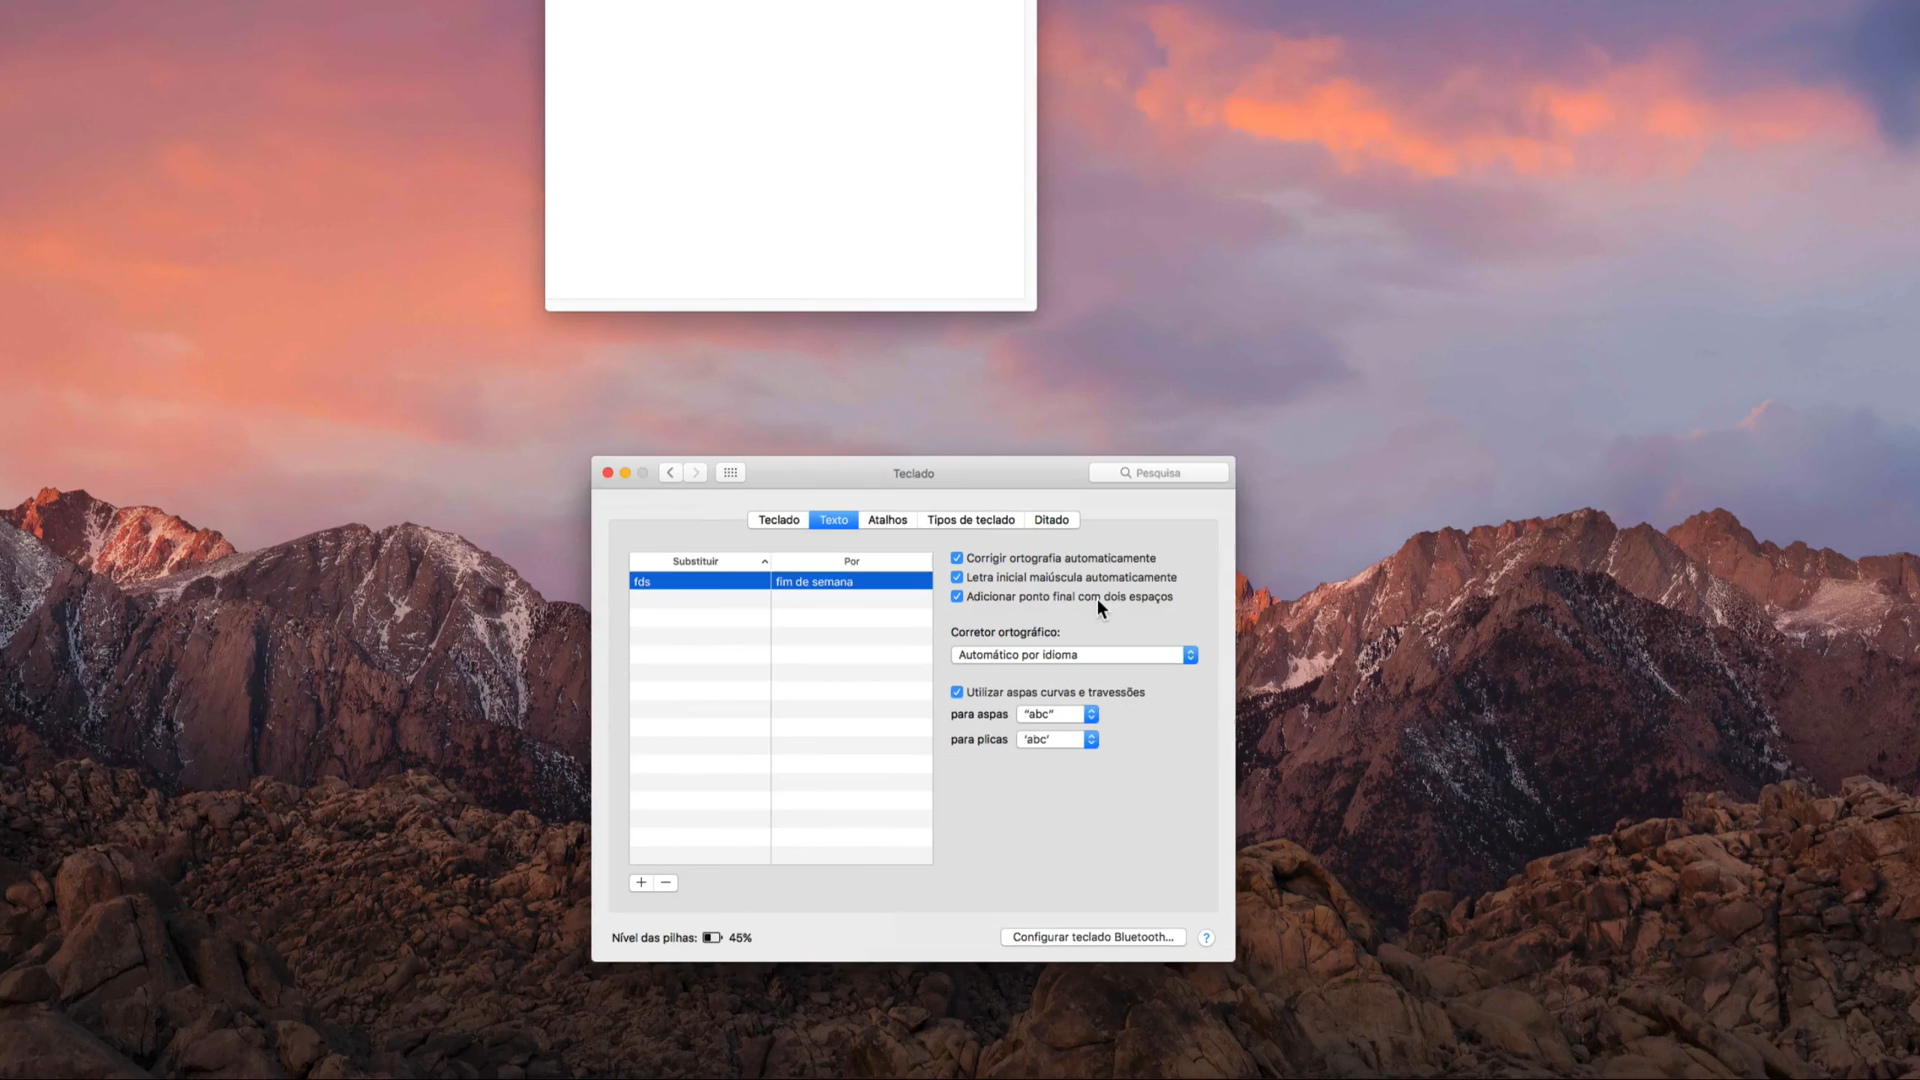 Teclado
Pesquisa
Teclado Texto Atalhos Tipos de teclado Ditado
Substituir Por
fds fim de semana
Corrigir ortografia automaticamente
Letra inicial maiúscula automaticamente
Adicionar ponto final com dois espaços
Corretor ortográfico:
Automático por idioma
Utilizar aspas curvas e travessões
para aspas “abc”
para plicas ‘abc’
+ −
Nível das pilhas: 45%
Configurar teclado Bluetooth... ?